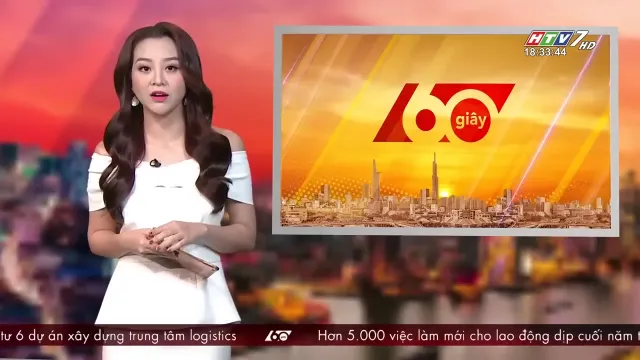 HTV7 HD
18:33:44
60 giây
tư 6 dự án xây dựng trung tâm logistics 60 Hơn 5.000 việc làm mới cho lao động dịp cuối năm